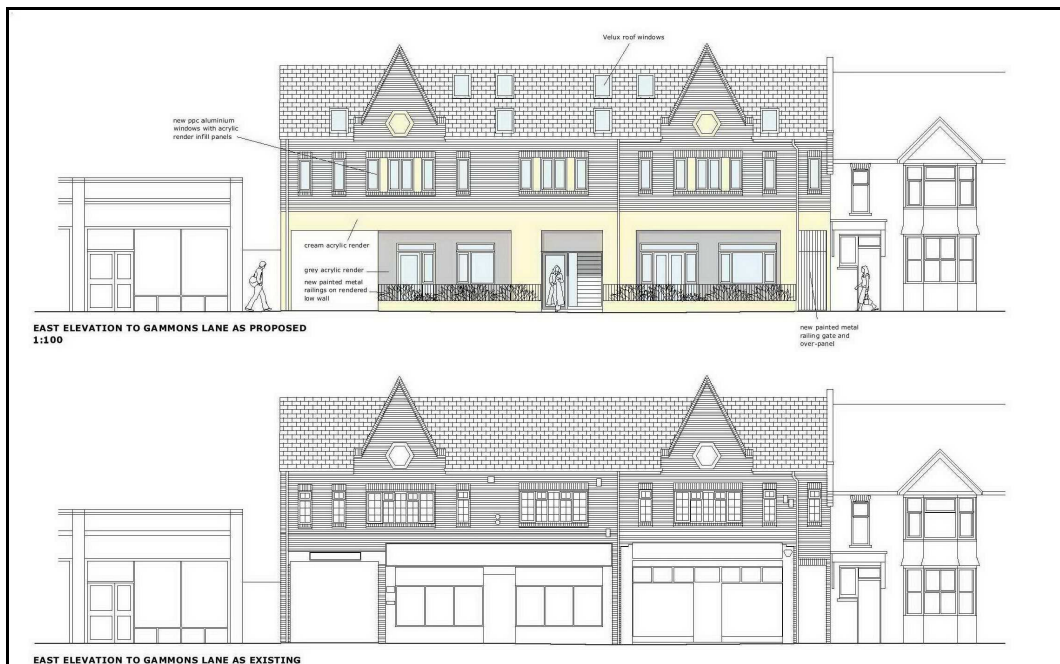 Velux roof windows
new ppc aluminium
windows with acrylic
render infill panels
cream acrylic render
grey acrylic render
new painted metal
railings on rendered
low wall
new painted metal
railing gate and
over-panel
EAST ELEVATION TO GAMMONS LANE AS PROPOSED
1:100
EAST ELEVATION TO GAMMONS LANE AS EXISTING